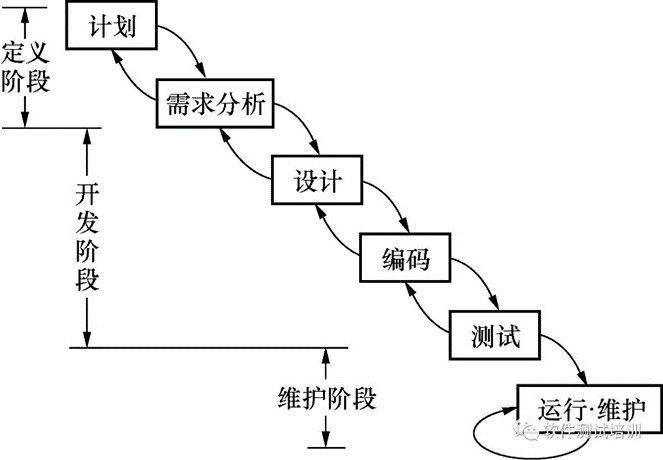 计划
定义
阶段
需求分析
设计
开发阶段
编码
测试
维护阶段
运行·维护
软件测试培训